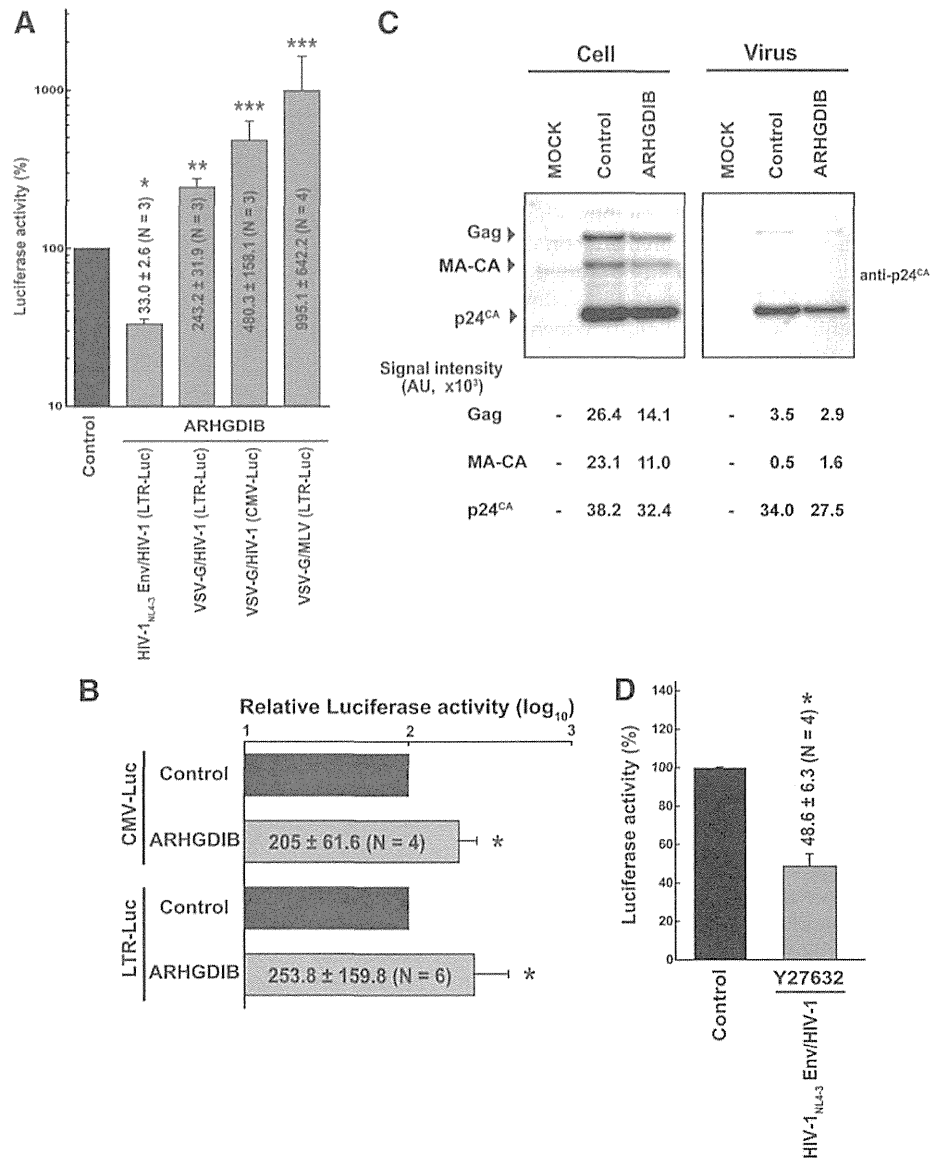 A
Luciferase activity (%)
1000
100
10
33.0 ± 2.6 (N = 3) *
243.2 ± 31.9 (N = 3)
**
480.3 ± 158.1 (N = 3)
***
995.1 ± 642.2 (N = 4)
***
Control
ARHGDIB
HIV-1NL4-3 Env/HIV-1 (LTR-Luc)
VSV-G/HIV-1 (LTR-Luc)
VSV-G/HIV-1 (CMV-Luc)
VSV-G/MLV (LTR-Luc)
C
Cell Virus
MOCK Control ARHGDIB MOCK Control ARHGDIB
Gag
MA-CA
p24CA
anti-p24CA
Signal intensity
(AU, x10³)
Gag - 26.4 14.1 - 3.5 2.9
MA-CA - 23.1 11.0 - 0.5 1.6
p24CA - 38.2 32.4 - 34.0 27.5
B
Relative Luciferase activity (log10)
1 2 3
CMV-Luc
Control
ARHGDIB 205 ± 61.6 (N = 4) *
LTR-Luc
Control
ARHGDIB 253.8 ± 159.8 (N = 6) *
D
Luciferase activity (%)
140
120
100
80
60
40
20
0
48.6 ± 6.3 (N = 4) *
Control
Y27632
HIV-1NL4-3 Env/HIV-1